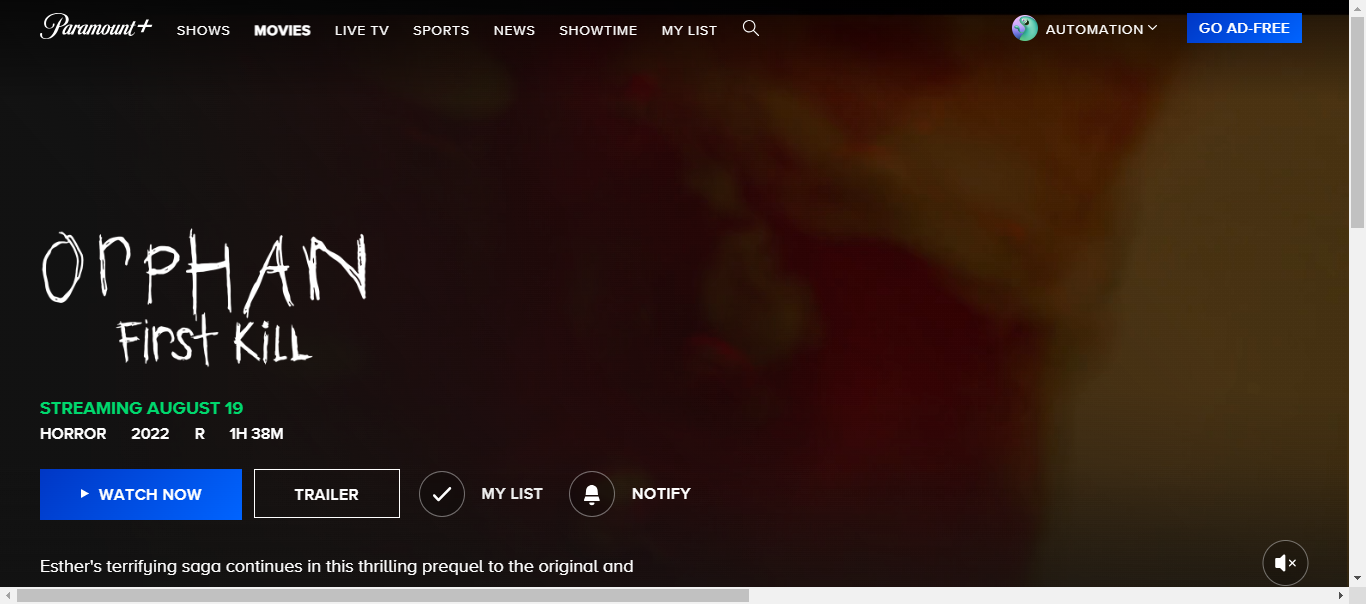 Paramount+ SHOWS MOVIES LIVE TV SPORTS NEWS SHOWTIME MY LIST AUTOMATION GO AD-FREE
ORPHAN
First Kill
STREAMING AUGUST 19
HORROR 2022 R 1H 38M
WATCH NOW TRAILER MY LIST NOTIFY
Esther's terrifying saga continues in this thrilling prequel to the original and